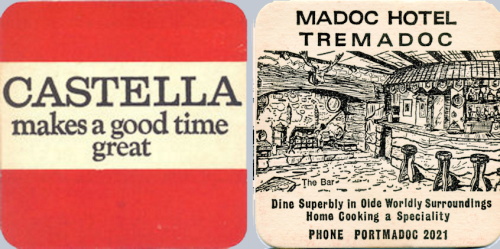 CASTELLA
makes a good time
great
MADOC HOTEL
TREMADOC
The Bar
Dine Superbly in Olde Worldly Surroundings
Home Cooking a Speciality
PHONE PORTMADOC 2021